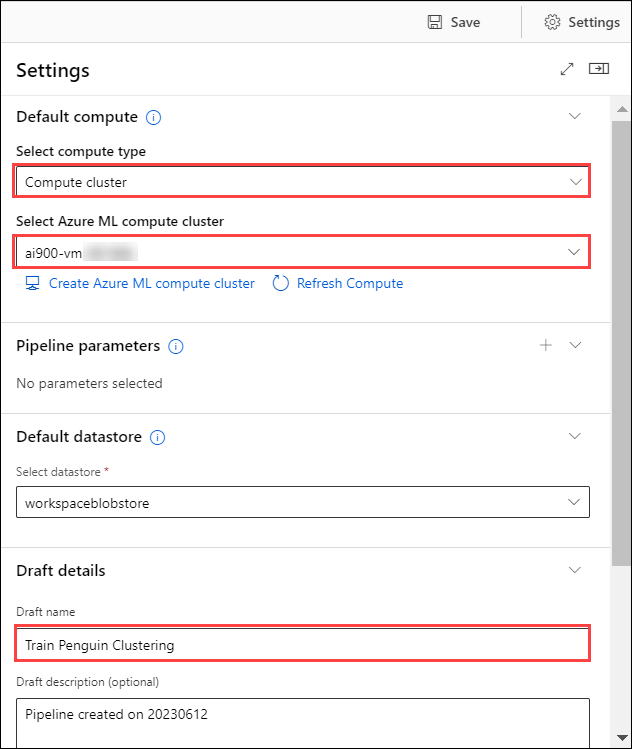 Save
Settings
Settings
Default compute
Select compute type
Compute cluster
Select Azure ML compute cluster
ai900-vm
Create Azure ML compute cluster
Refresh Compute
Pipeline parameters
No parameters selected
Default datastore
Select datastore *
workspaceblobstore
Draft details
Draft name
Train Penguin Clustering
Draft description (optional)
Pipeline created on 20230612